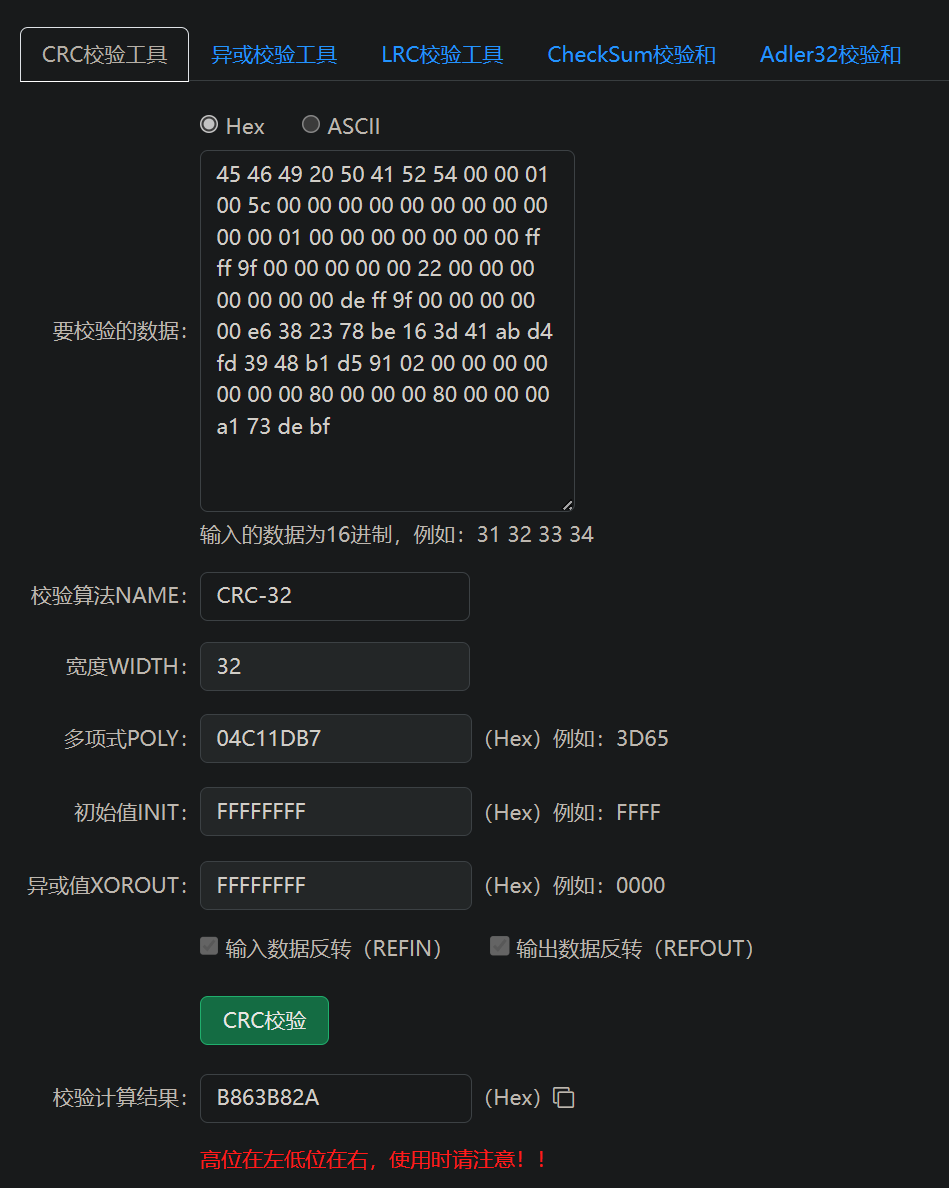 CRC校验工具 异或校验工具 LRC校验工具 CheckSum校验和 Adler32校验和
Hex ASCII
要校验的数据:
45 46 49 20 50 41 52 54 00 00 01
00 5c 00 00 00 00 00 00 00 00 00
00 00 01 00 00 00 00 00 00 00 ff
ff 9f 00 00 00 00 00 22 00 00 00
00 00 00 00 de ff 9f 00 00 00 00
00 e6 38 23 78 be 16 3d 41 ab d4
fd 39 48 b1 d5 91 02 00 00 00 00
00 00 00 80 00 00 00 80 00 00 00
a1 73 de bf
输入的数据为16进制，例如：31 32 33 34
校验算法NAME: CRC-32
宽度WIDTH: 32
多项式POLY: 04C11DB7 （Hex）例如：3D65
初始值INIT: FFFFFFFF （Hex）例如：FFFF
异或值XOROUT: FFFFFFFF （Hex）例如：0000
输入数据反转（REFIN） 输出数据反转（REFOUT）
CRC校验
校验计算结果: B863B82A （Hex）
高位在左低位在右，使用时请注意！！